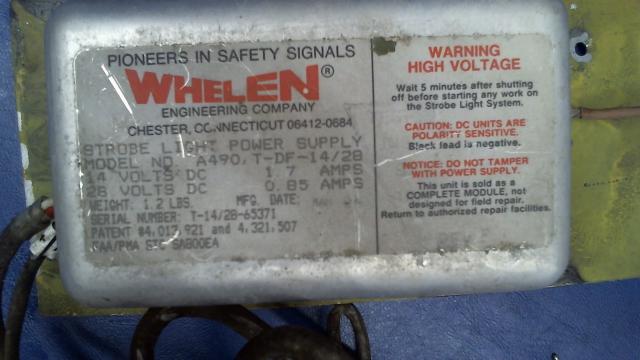 PIONEERS IN SAFETY SIGNALS
WHELEN®
ENGINEERING COMPANY
CHESTER, CONNECTICUT 06412-0684
STROBE LIGHT POWER SUPPLY
MODEL NO. A490, T-DF-14/28
14 VOLTS DC 1.7 AMPS
28 VOLTS DC 0.85 AMPS
WEIGHT: 1.2 LBS. MFG. DATE:
SERIAL NUMBER: T-14/28-65371
PATENT #4,013,921 and 4,321,507
FAA/PMA SA800EA
WARNING
HIGH VOLTAGE
Wait 5 minutes after shutting
off before starting any work on
the Strobe Light System.
CAUTION: DC UNITS ARE
POLARITY SENSITIVE.
Black lead is negative.
NOTICE: DO NOT TAMPER
WITH POWER SUPPLY.
This unit is sold as a
COMPLETE MODULE, not
designed for field repair.
Return to authorized repair facilities.